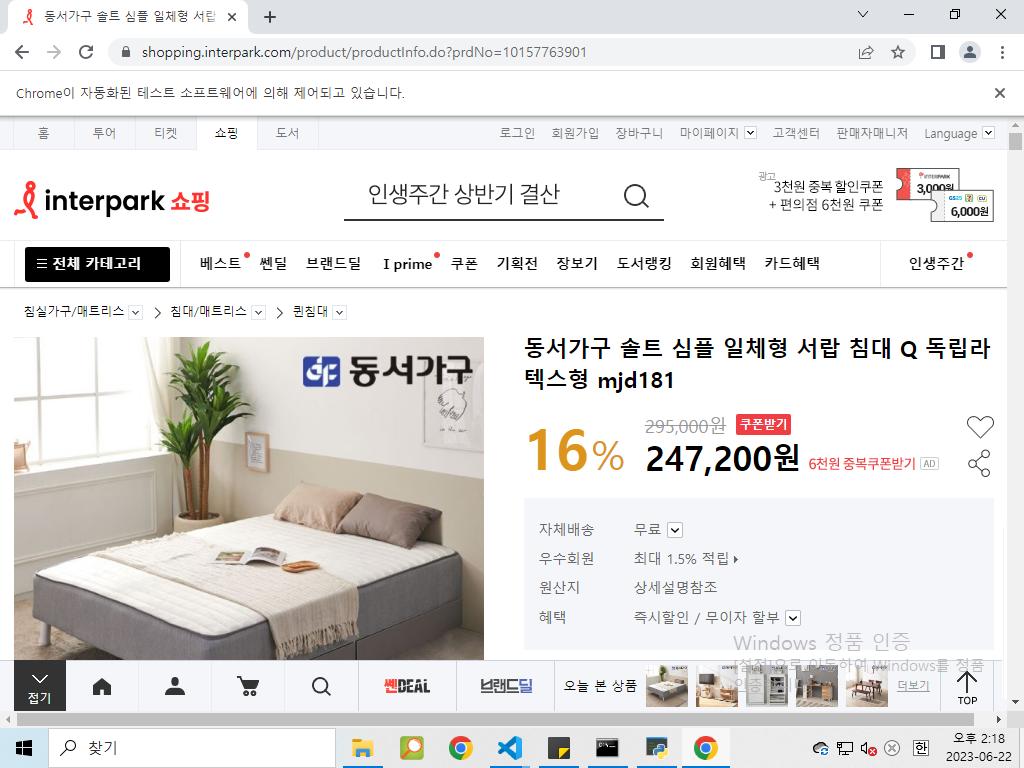 동서가구 솔트 심플 일체형 서랍
shopping.interpark.com/product/productInfo.do?prdNo=10157763901
Chrome이 자동화된 테스트 소프트웨어에 의해 제어되고 있습니다.
홈 투어 티켓 쇼핑 도서 로그인 회원가입 장바구니 마이페이지 고객센터 판매자매니저 Language
interpark 쇼핑
인생주간 상반기 결산
광고
3천원 중복 할인쿠폰
+ 편의점 6천원 쿠폰
3,000원
6,000원
전체 카테고리 베스트 쎈딜 브랜드딜 I prime 쿠폰 기획전 장보기 도서랭킹 회원혜택 카드혜택 인생주간
침실가구/매트리스 > 침대/매트리스 > 퀸침대
동서가구
동서가구 솔트 심플 일체형 서랍 침대 Q 독립라
텍스형 mjd181
16%
295,000원 쿠폰받기
247,200원 6천원 중복쿠폰받기 AD
자체배송 무료
우수회원 최대 1.5% 적립
원산지 상세설명참조
혜택 즉시할인 / 무이자 할부
Windows 정품 인증
[설정]으로 이동하여 Windows를 정품
접기
쎈DEAL
브랜드딜
오늘 본 상품
더보기
TOP
찾기
한
오후 2:18
2023-06-22